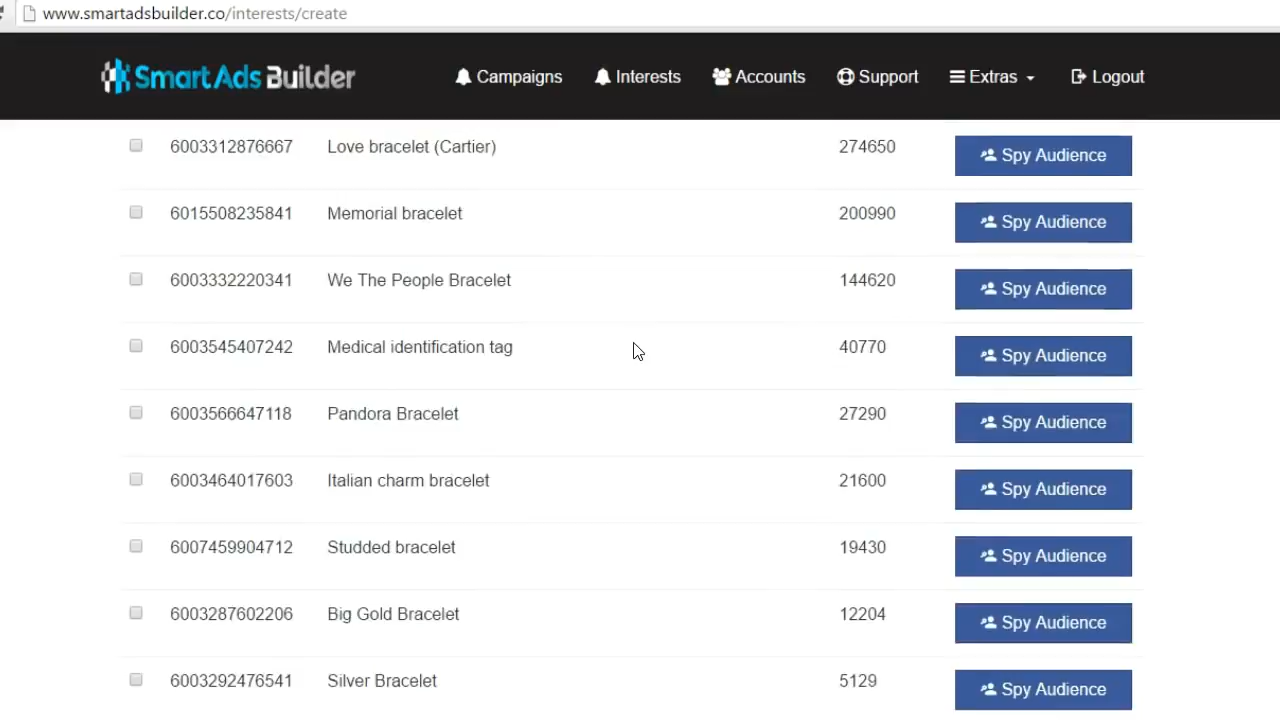 www.smartadsbuilder.co/interests/create
Smart Ads Builder Campaigns Interests Accounts Support Extras Logout
6003312876667 Love bracelet (Cartier) 274650 Spy Audience
6015508235841 Memorial bracelet 200990 Spy Audience
6003332220341 We The People Bracelet 144620 Spy Audience
6003545407242 Medical identification tag 40770 Spy Audience
6003566647118 Pandora Bracelet 27290 Spy Audience
6003464017603 Italian charm bracelet 21600 Spy Audience
6007459904712 Studded bracelet 19430 Spy Audience
6003287602206 Big Gold Bracelet 12204 Spy Audience
6003292476541 Silver Bracelet 5129 Spy Audience